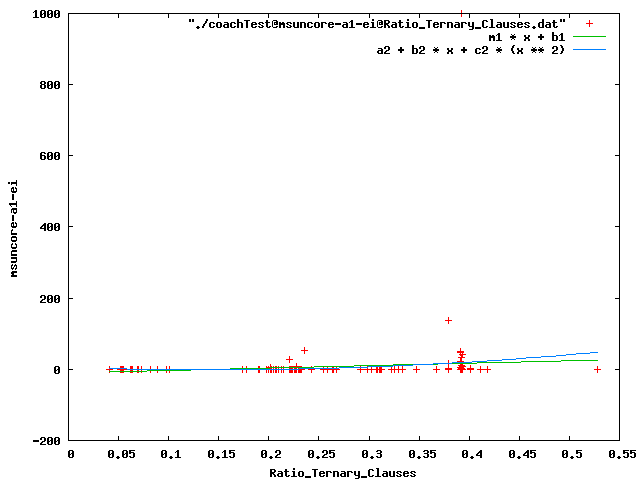 1000
800
600
400
200
0
-200
msuncore-a1-ei
"./coachTest@msuncore-a1-ei@Ratio_Ternary_Clauses.dat"
m1 * x + b1
a2 + b2 * x + c2 * (x ** 2)
0 0.05 0.1 0.15 0.2 0.25 0.3 0.35 0.4 0.45 0.5 0.55
Ratio_Ternary_Clauses